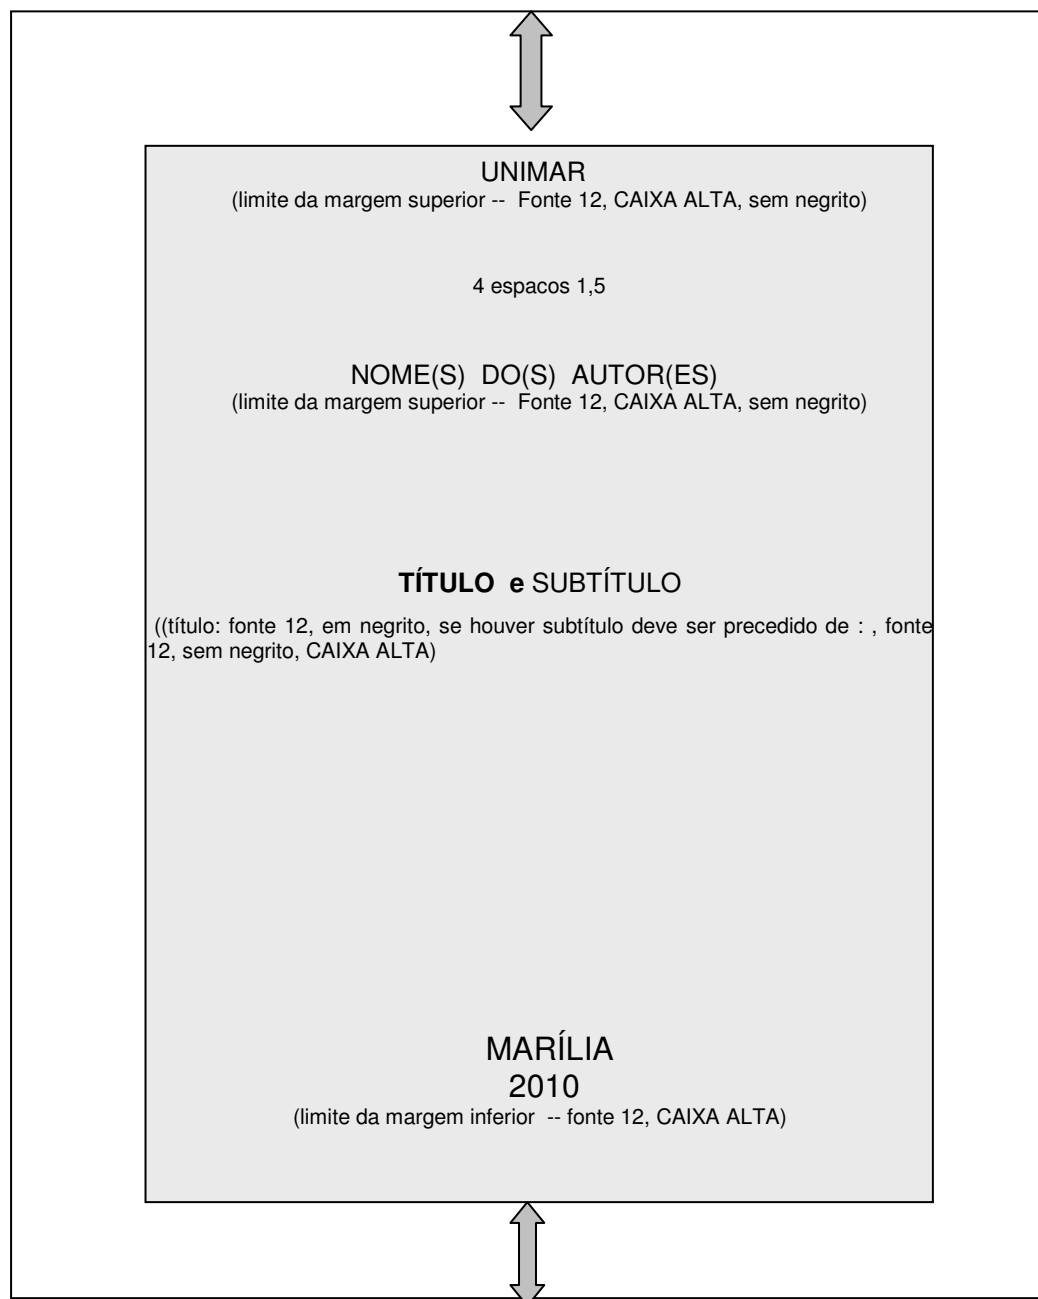 UNIMAR
(limite da margem superior -- Fonte 12, CAIXA ALTA, sem negrito)
4 espacos 1,5
NOME(S) DO(S) AUTOR(ES)
(limite da margem superior -- Fonte 12, CAIXA ALTA, sem negrito)
TÍTULO e SUBTÍTULO
((título: fonte 12, em negrito, se houver subtítulo deve ser precedido de : , fonte
12, sem negrito, CAIXA ALTA)
MARÍLIA
2010
(limite da margem inferior -- fonte 12, CAIXA ALTA)